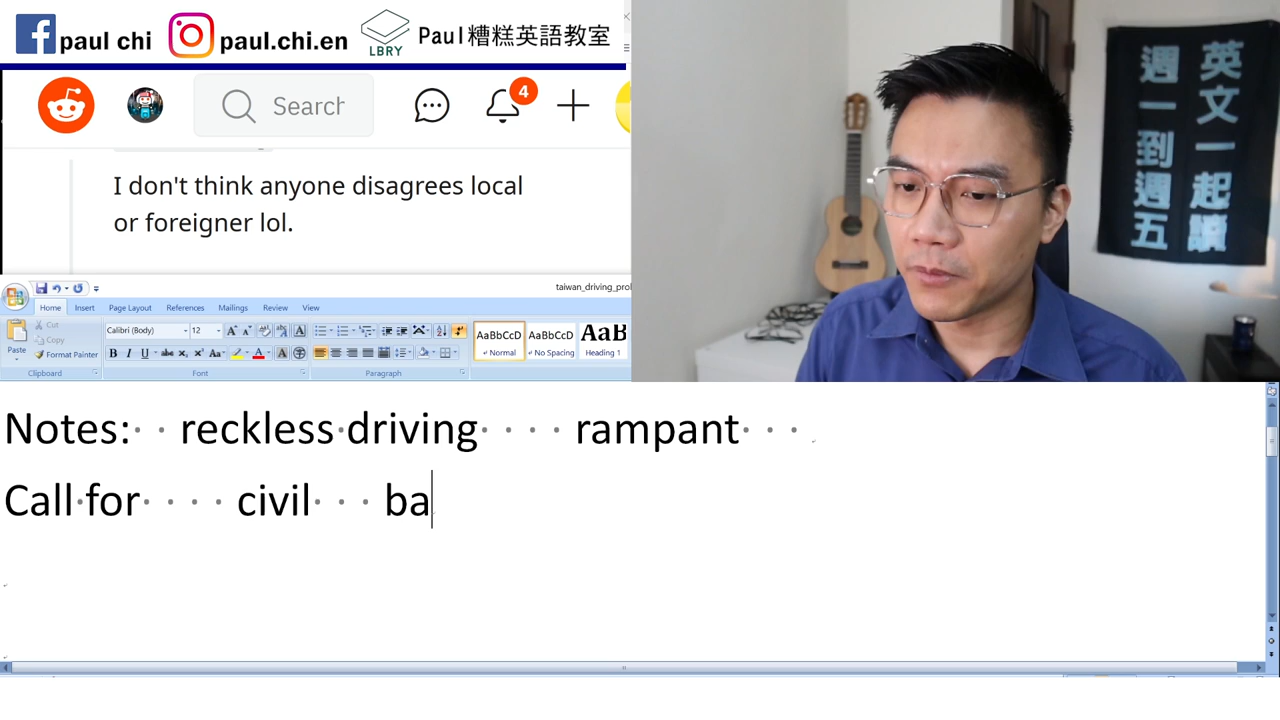 paul chi
paul.chi.en
LBRY
Paul糟糕英語教室
4
Search
I don't think anyone disagrees local
or foreigner lol.
taiwan_driving_prol
Home Insert Page Layout References Mailings Review View
Cut
Copy
Format Painter
Paste
Clipboard
Calibri (Body) 12
Font
Paragraph
AaBbCcD AaBbCcD AaB
Normal No Spacing Heading 1
Notes: reckless driving rampant
Call for civil ba
英文一起讀
週一到週五